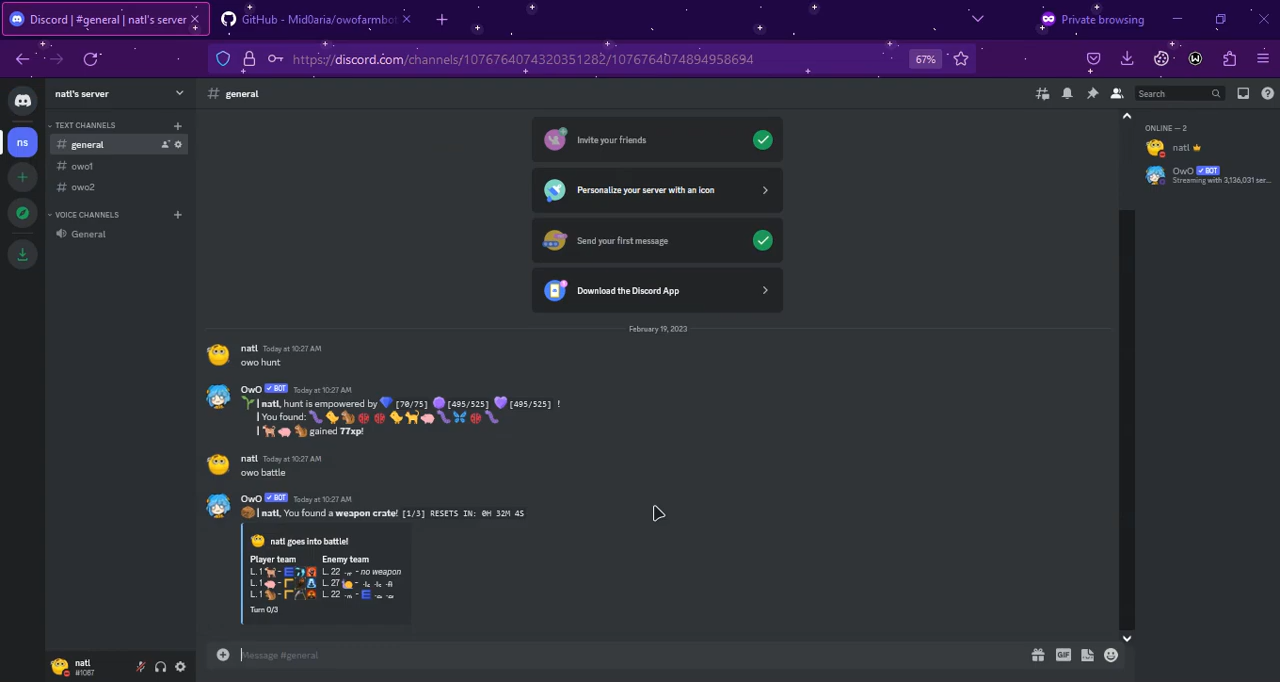 Discord | #general | natl's server
GitHub - Mid0aria/owofarmbot
Private browsing
https://discord.com/channels/1076764074320351282/1076764074894958694
67%
natl's server
general
Search
TEXT CHANNELS
general
owo1
owo2
VOICE CHANNELS
General
ns
Invite your friends
Personalize your server with an icon
Send your first message
Download the Discord App
February 19, 2023
natl Today at 10:27 AM
owo hunt
OwO BOT Today at 10:27 AM
| natl, hunt is empowered by [70/75] [495/525] [495/525] !
| You found:
| gained 77xp!
natl Today at 10:27 AM
owo battle
OwO BOT Today at 10:27 AM
| natl, You found a weapon crate! [1/3] RESETS IN: 0H 32M 4S
natl goes into battle!
Player team Enemy team
L. 1 - L. 22 - no weapon
L. 1 - L. 27 -
L. 1 - L. 22 -
Turn 0/3
Message #general
GIF
natl
#1087
ONLINE — 2
natl
OwO BOT
Streaming with 3,136,031 ser...